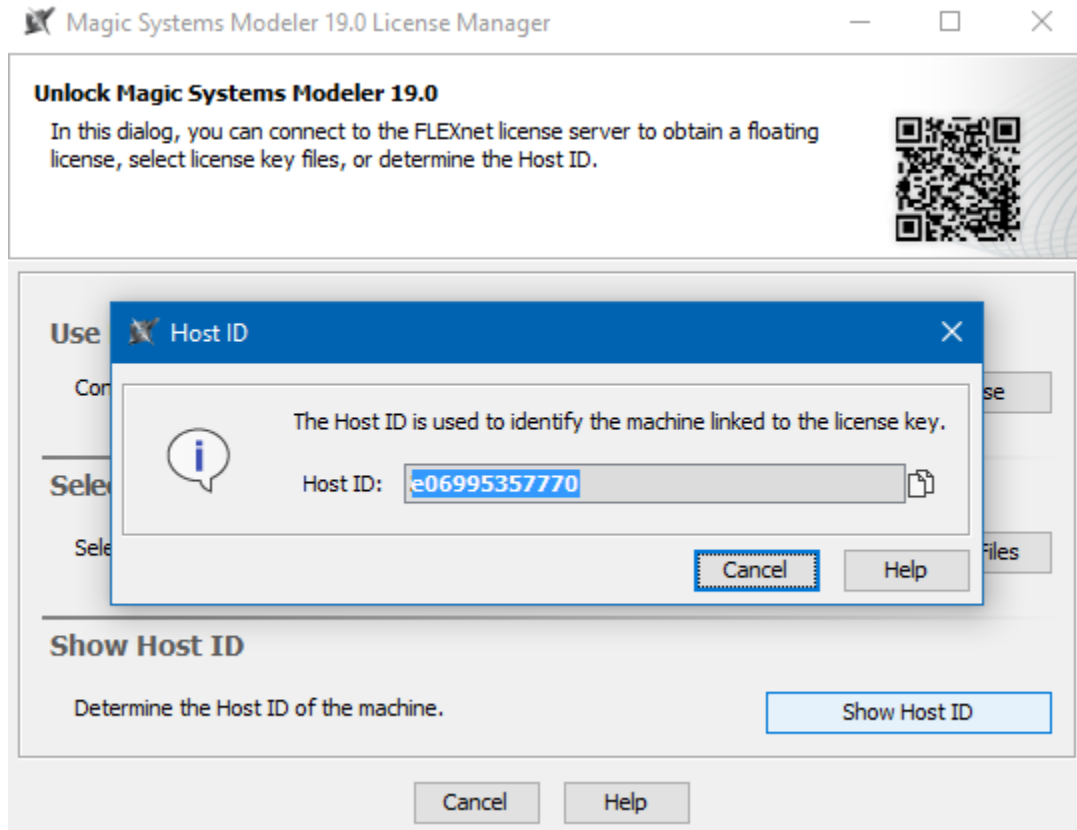 Magic Systems Modeler 19.0 License Manager
Unlock Magic Systems Modeler 19.0
In this dialog, you can connect to the FLEXnet license server to obtain a floating
license, select license key files, or determine the Host ID.
Use
Host ID
Con
se
The Host ID is used to identify the machine linked to the license key.
Host ID: e06995357770
Selec
Sele
Files
Cancel Help
Show Host ID
Determine the Host ID of the machine.
Show Host ID
Cancel Help